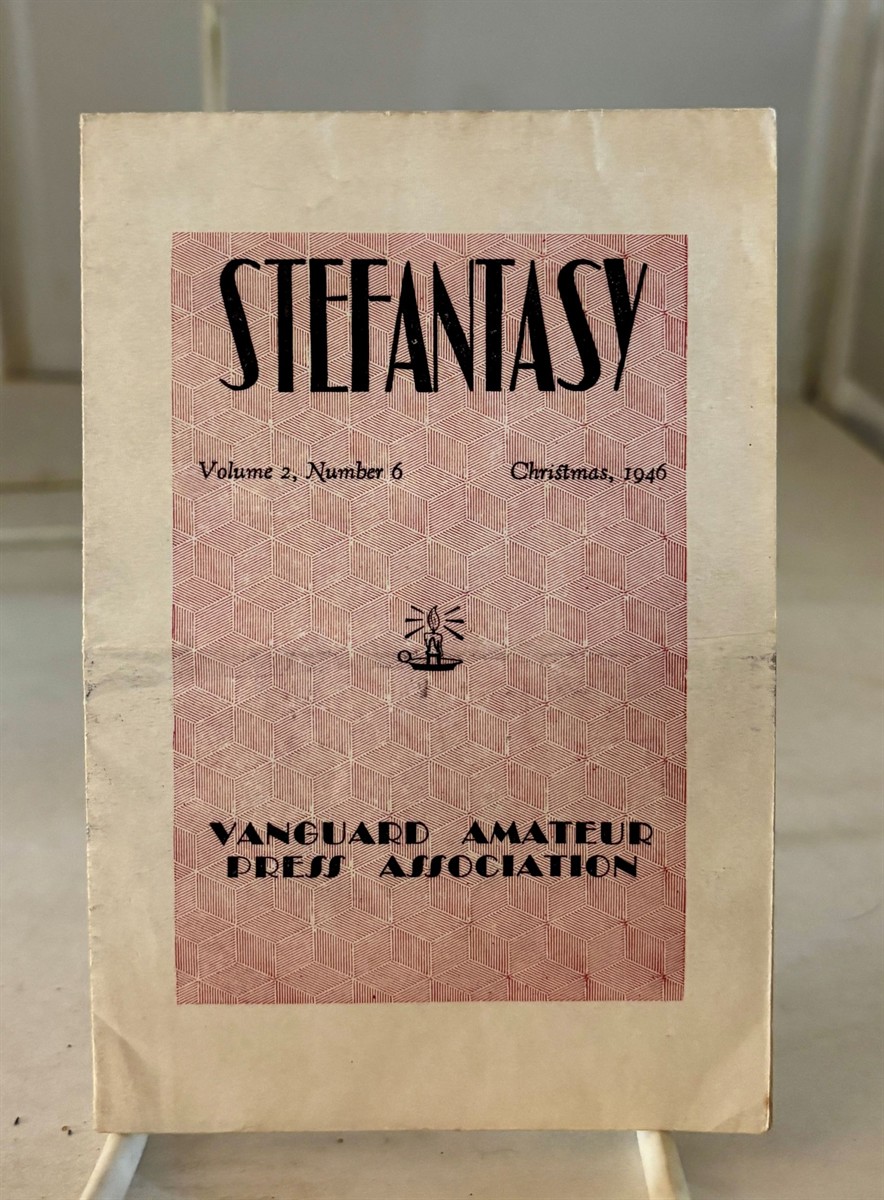 STEFANTASY
Volume 2, Number 6 Christmas, 1946
VANGUARD AMATEUR
PRESS ASSOCIATION